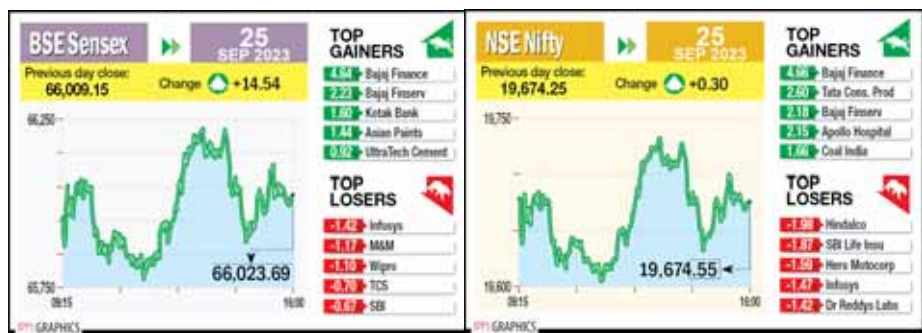 BSE Sensex
25
SEP 2023
Previous day close:
66,009.15
Change +14.54
66,250
65,750
66,023.69
09:15
16:00
TOP
GAINERS
4.64 Bajaj Finance
2.23 Bajaj Finserv
1.60 Kotak Bank
1.44 Asian Paints
0.92 UltraTech Cement
TOP
LOSERS
-1.42 Infosys
-1.17 M&M
-1.10 Wipro
-0.70 TCS
-0.67 SBI
GRAPHICS
NSE Nifty
25
SEP 2023
Previous day close:
19,674.25
Change +0.30
19,750
19,600
19,674.55
09:15
16:00
TOP
GAINERS
4.66 Bajaj Finance
2.60 Tata Cons. Prod
2.18 Bajaj Finserv
2.15 Apollo Hospital
1.66 Coal India
TOP
LOSERS
-1.98 Hindalco
-1.87 SBI Life Insu
-1.59 Hero Motocorp
-1.47 Infosys
-1.42 Dr Reddys Labs
GRAPHICS